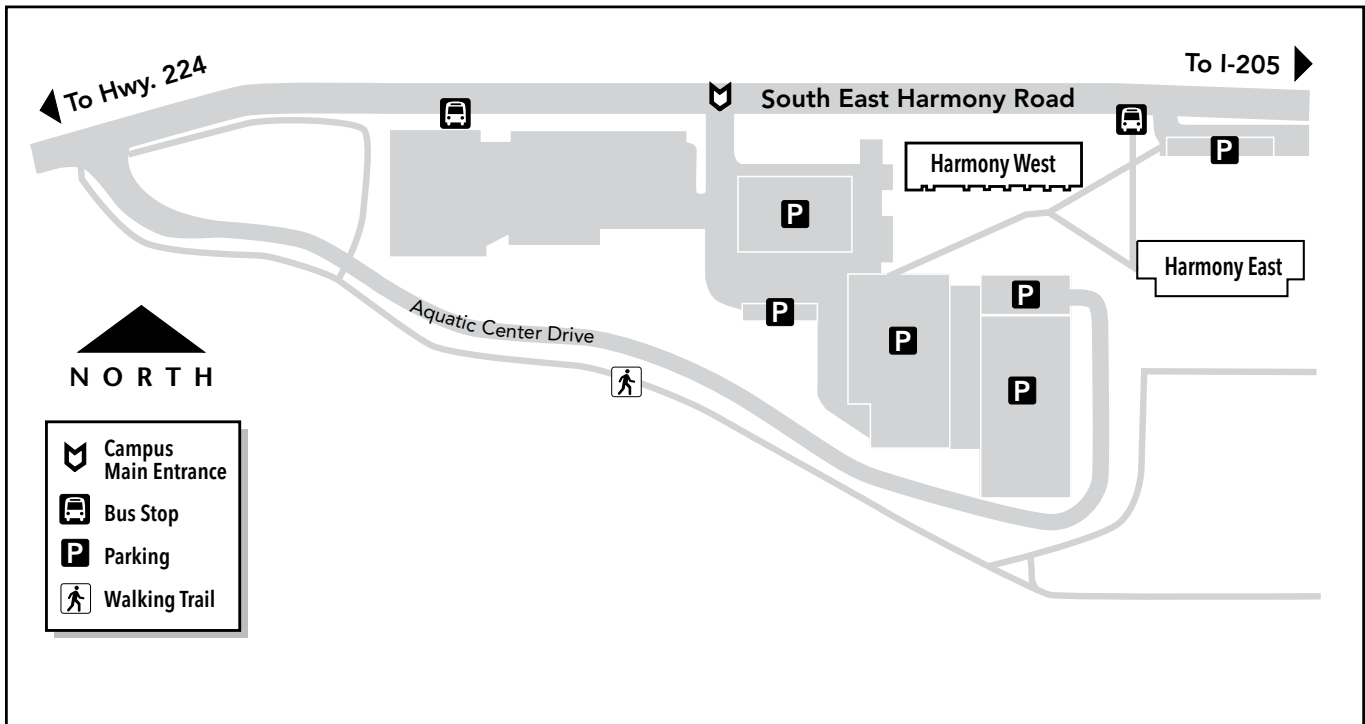 To Hwy. 224
To I-205
South East Harmony Road
Harmony West
P
P
Harmony East
P
P
P
P
Aquatic Center Drive
NORTH
Campus
Main Entrance
Bus Stop
P Parking
Walking Trail